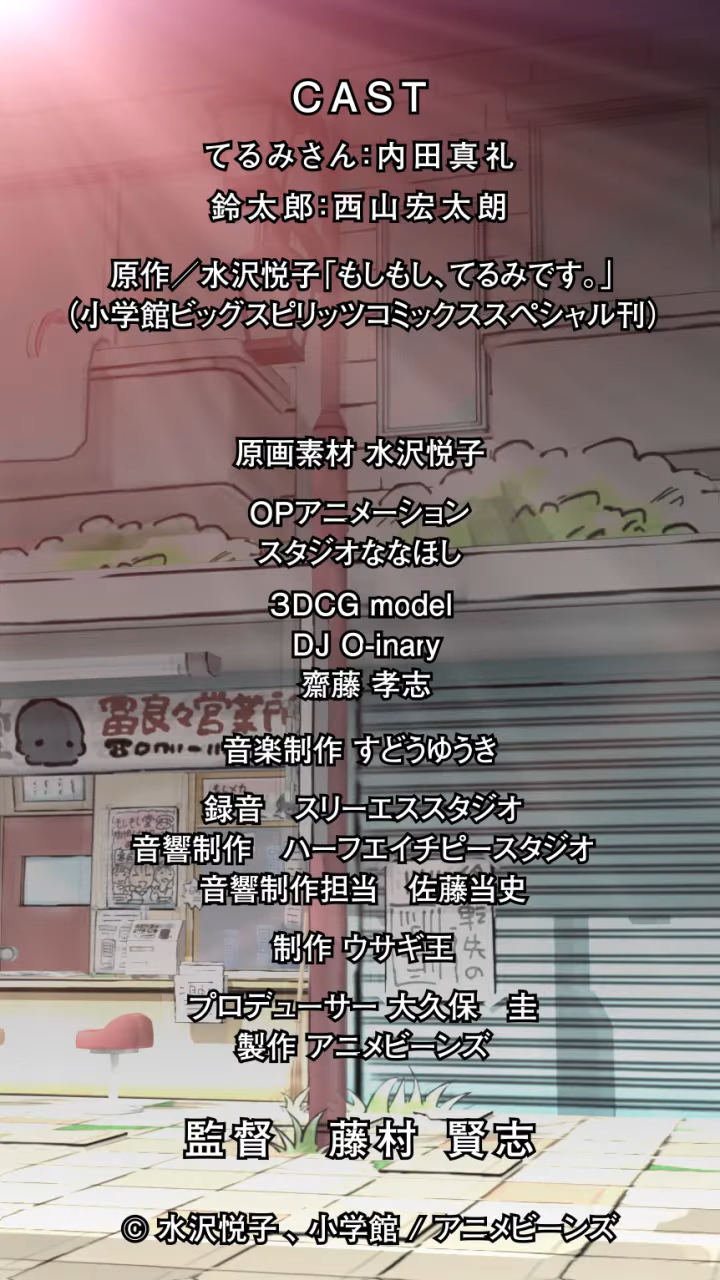 CAST
てるみさん：内田真礼
鈴太郎：西山宏太朗
原作／水沢悦子「もしもし、てるみです。」
（小学館ビッグスピリッツコミックススペシャル刊）
原画素材 水沢悦子
OPアニメーション
スタジオななほし
3DCG model
DJ O-inary
齋藤 孝志
富良々営業所
音楽制作 すどうゆうき
録音　スリーエススタジオ
音響制作　ハーフエイチピースタジオ
音響制作担当　佐藤当史
転失の
制作 ウサギ王
プロデューサー 大久保　圭
製作 アニメビーンズ
監督　藤村 賢志
© 水沢悦子 、小学館 / アニメビーンズ